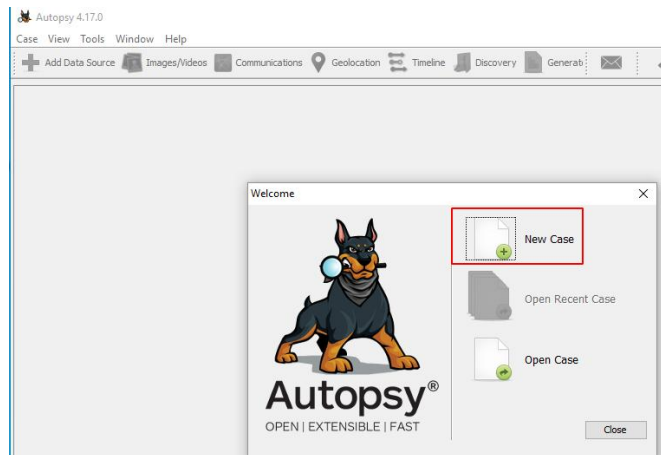 Autopsy 4.17.0
Case View Tools Window Help
Add Data Source Images/Videos Communications Geolocation Timeline Discovery Generat
Welcome
New Case
Open Recent Case
Open Case
Autopsy®
OPEN | EXTENSIBLE | FAST
Close